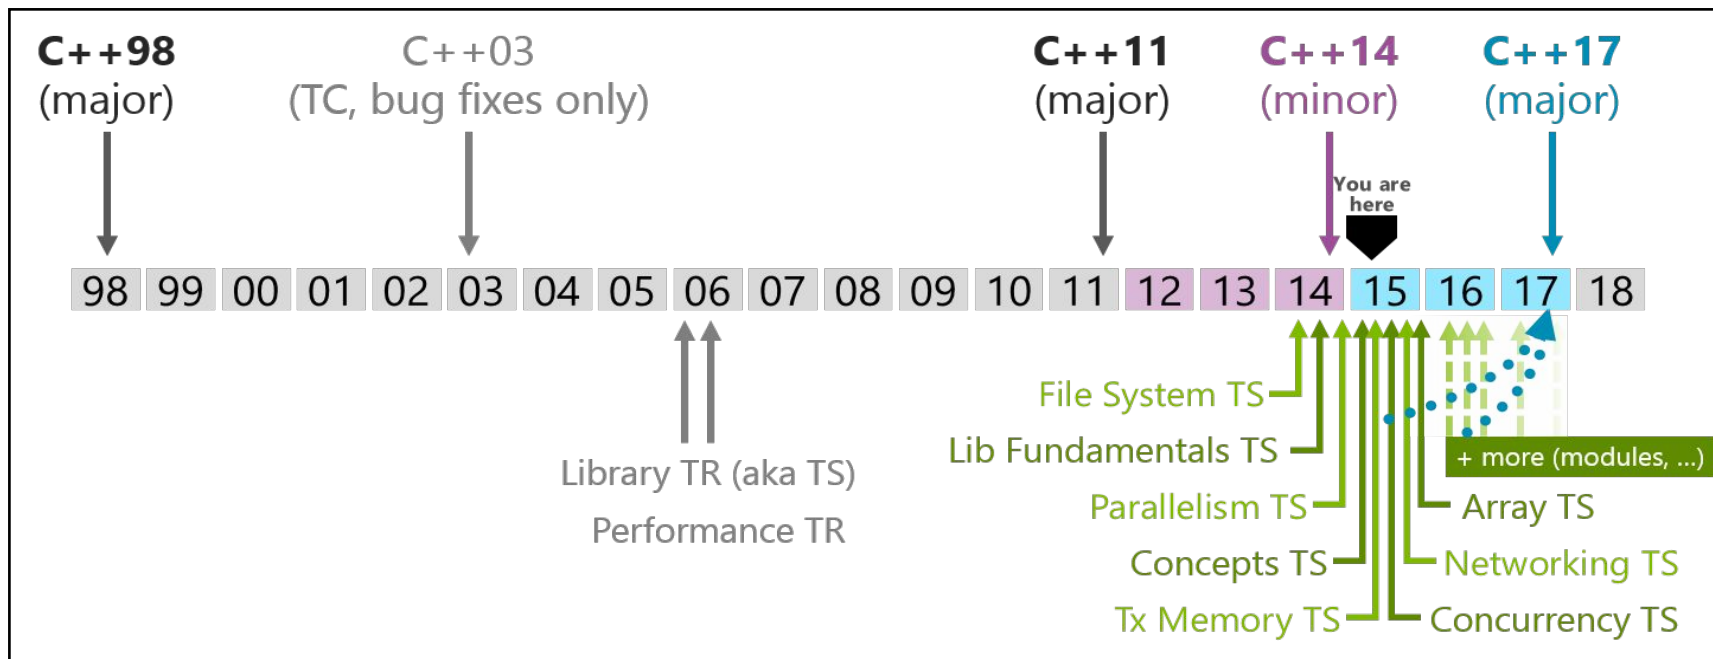 C++98
(major)
C++03
(TC, bug fixes only)
C++11
(major)
C++14
(minor)
C++17
(major)
You are
here
98 99 00 01 02 03 04 05 06 07 08 09 10 11 12 13 14 15 16 17 18
File System TS
Lib Fundamentals TS
+ more (modules, ...)
Library TR (aka TS)
Parallelism TS
Array TS
Performance TR
Concepts TS
Networking TS
Tx Memory TS
Concurrency TS